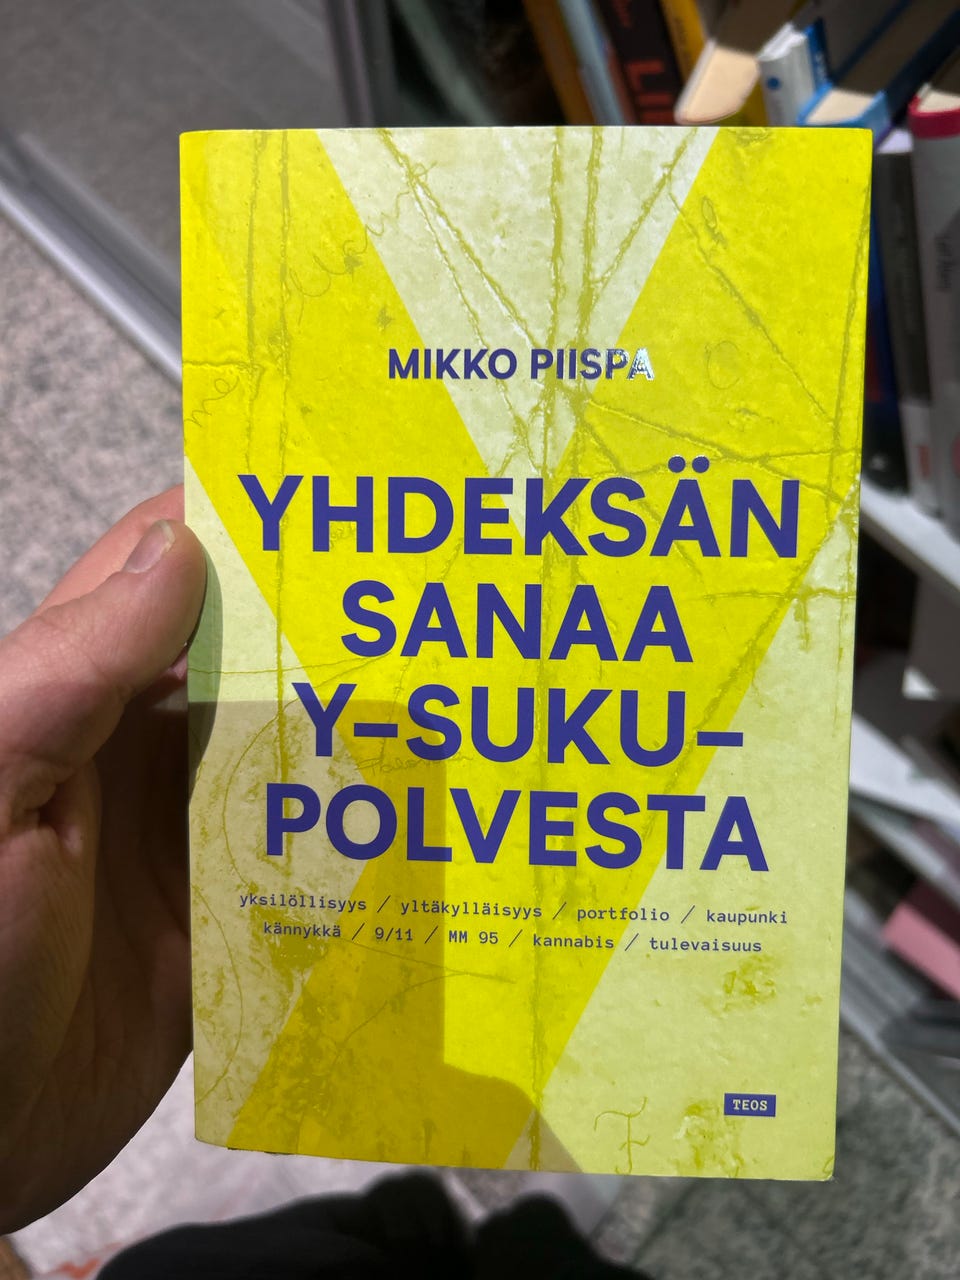 MIKKO PIISPA
YHDEKSÄN
SANAA
Y–SUKU–
POLVESTA
yksilöllisyys / yltäkylläisyys / portfolio / kaupunki
kännykkä / 9/11 / MM 95 / kannabis / tulevaisuus
TEOS